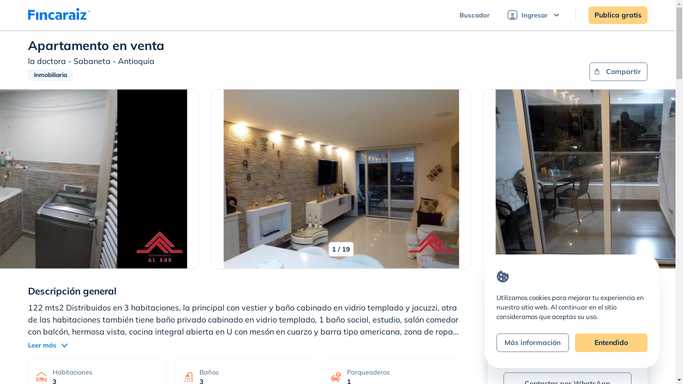 Fincaraiz
Buscador
Ingresar
Publica gratis
Apartamento en venta
la doctora - Sabaneta - Antioquia
Inmobiliaria
Compartir
AL SUR
1 / 19
Descripción general
122 mts2 Distribuidos en 3 habitaciones, la principal con vestier y baño cabinado en vidrio templado y jacuzzi, otra
de las habitaciones también tiene baño privado cabinado en vidrio templado, 1 baño social, estudio, salón comedor
con balcón, hermosa vista, cocina integral abierta en U con mesón en cuarzo y barra tipo americana, zona de ropa...
Leer más
Habitaciones
3
Baños
3
Parqueaderos
1
Utilizamos cookies para mejorar tu experiencia en
nuestro sitio web. Al continuar en el sitio
consideramos que aceptas su uso.
Más información
Entendido
Contactar por WhatsApp